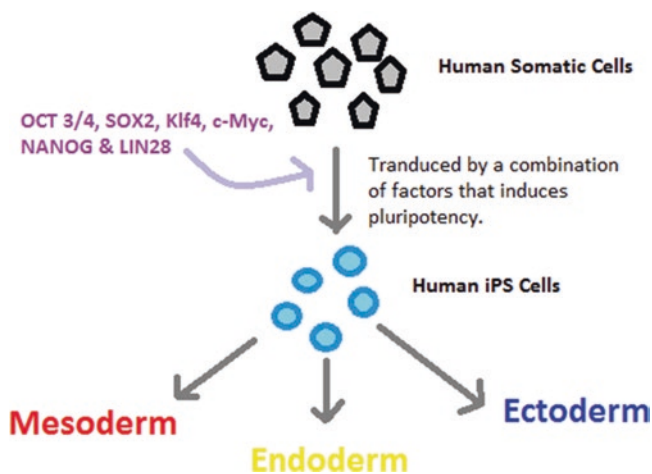 Human Somatic Cells
OCT 3/4, SOX2, Klf4, c-Myc,
NANOG & LIN28
Tranduced by a combination
of factors that induces
pluripotency.
Human iPS Cells
Mesoderm
Ectoderm
Endoderm